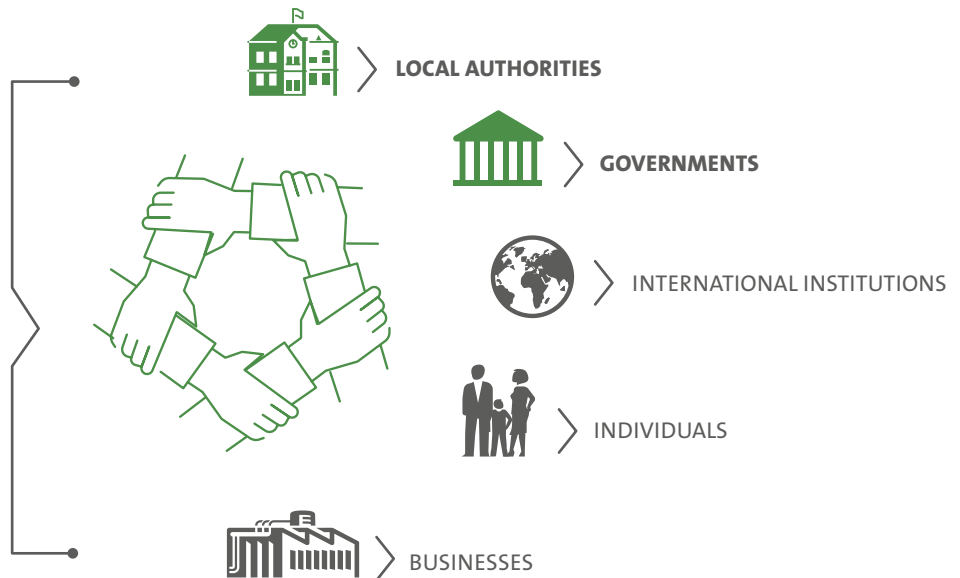 LOCAL AUTHORITIES
GOVERNMENTS
INTERNATIONAL INSTITUTIONS
INDIVIDUALS
E
BUSINESSES